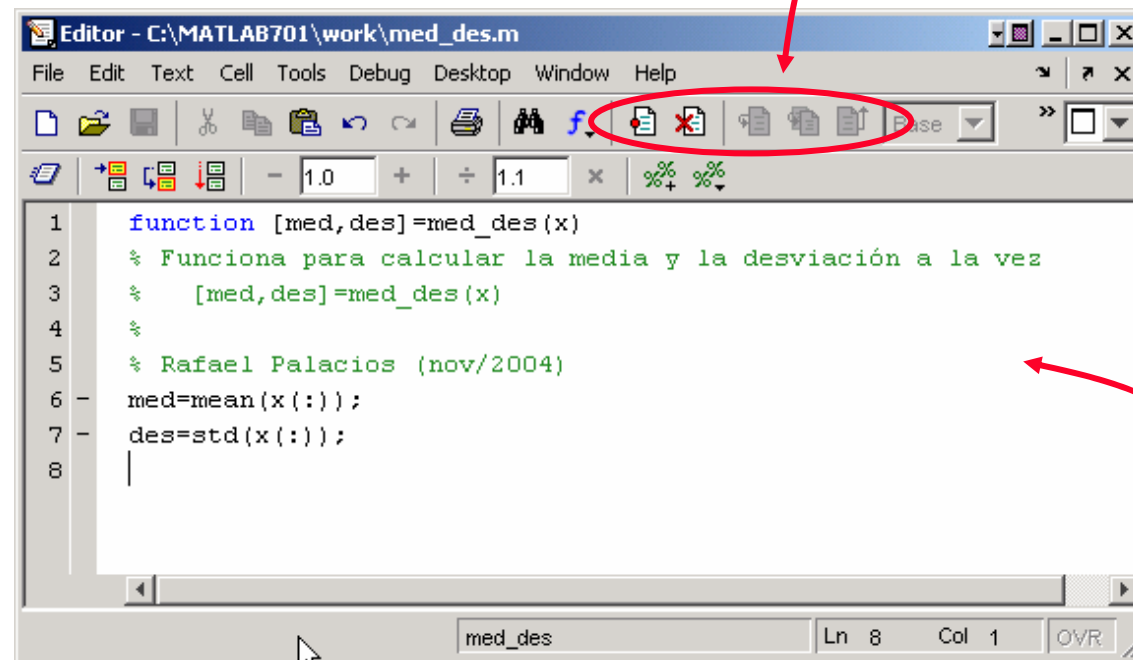 Editor - C:\MATLAB701\work\med_des.m
File Edit Text Cell Tools Debug Desktop Window Help
Base
- 1.0 + ÷ 1.1 ×
1 function [med,des]=med_des(x)
2 % Funciona para calcular la media y la desviación a la vez
3 % [med,des]=med_des(x)
4 %
5 % Rafael Palacios (nov/2004)
6 - med=mean(x(:));
7 - des=std(x(:));
8
med_des Ln 8 Col 1 OVR